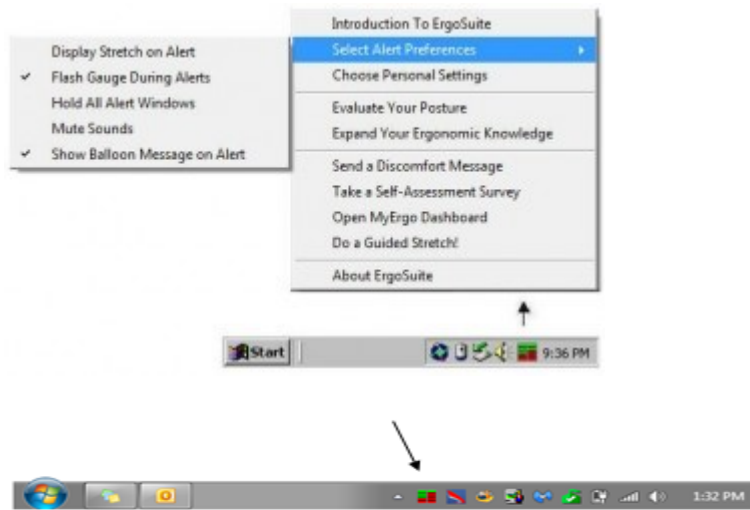 Introduction To ErgoSuite
Select Alert Preferences
Choose Personal Settings
Evaluate Your Posture
Expand Your Ergonomic Knowledge
Send a Discomfort Message
Take a Self-Assessment Survey
Open MyErgo Dashboard
Do a Guided Stretch!
About ErgoSuite
Display Stretch on Alert
Flash Gauge During Alerts
Hold All Alert Windows
Mute Sounds
Show Balloon Message on Alert
Start
9:36 PM
1:32 PM